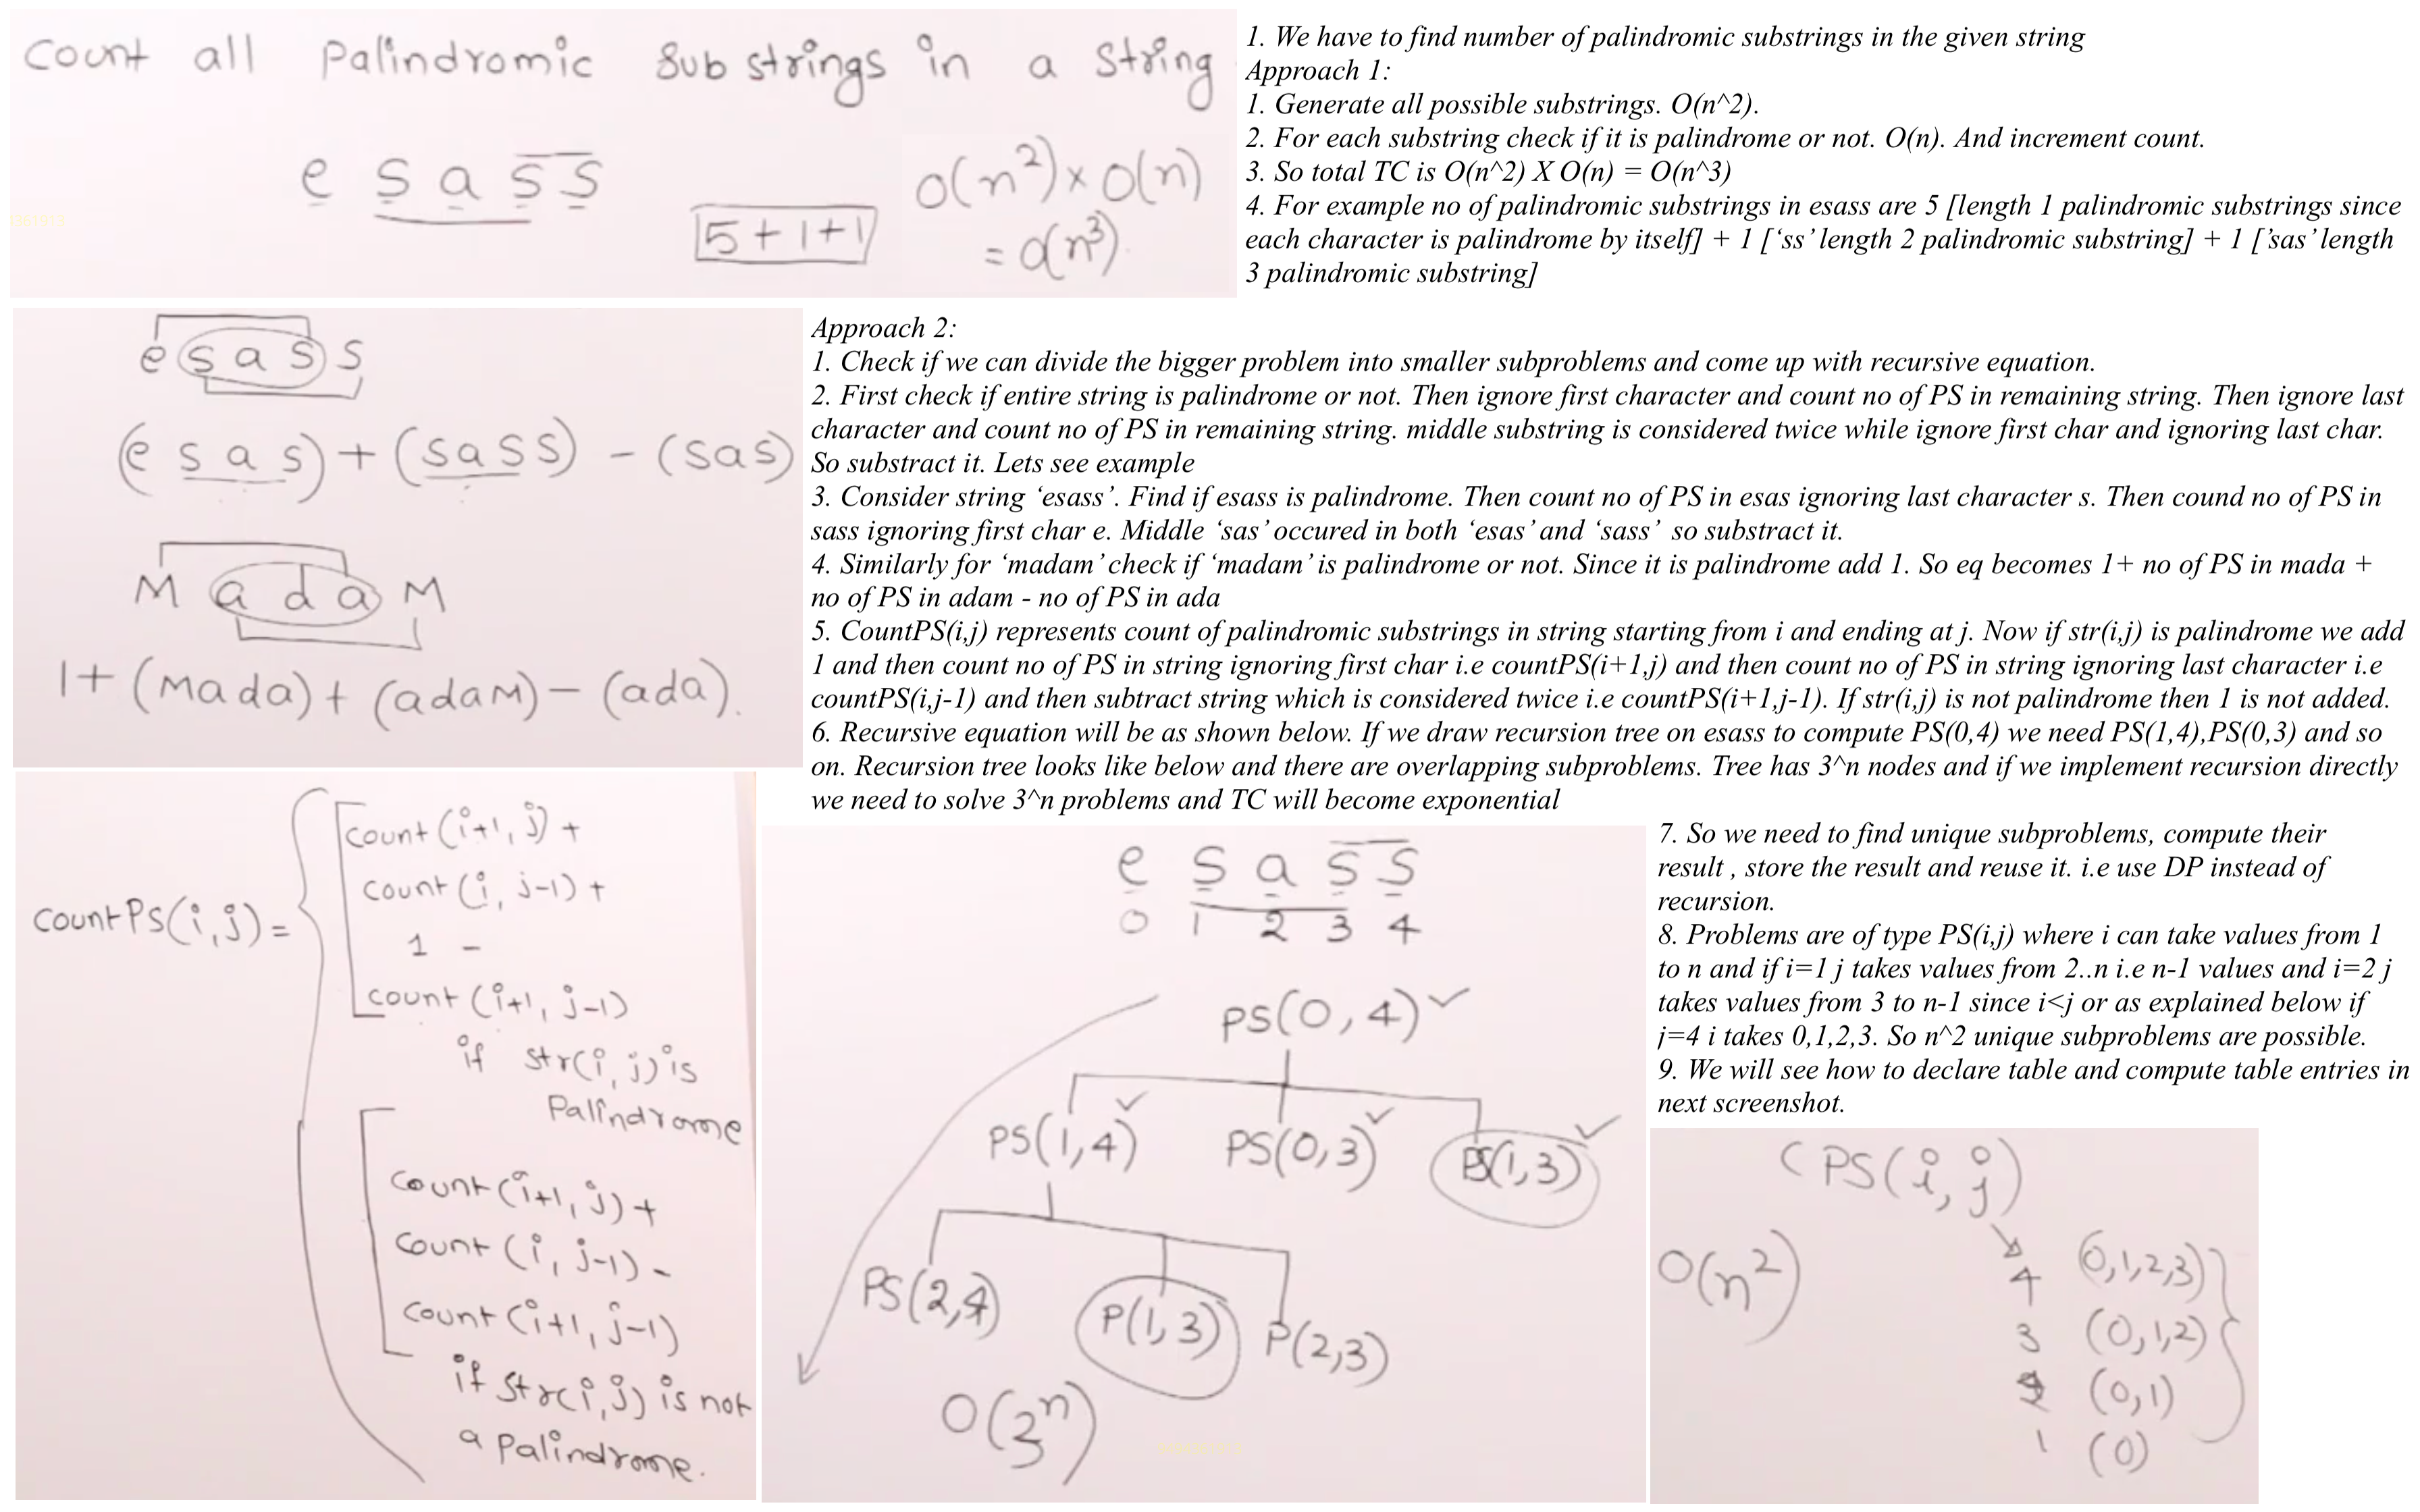 Count all Palindromic Sub strings in a String
e s a s s
5+1+1
O(n²)×O(n)
= O(n³).
1. We have to find number of palindromic substrings in the given string
Approach 1:
1. Generate all possible substrings. O(n^2).
2. For each substring check if it is palindrome or not. O(n). And increment count.
3. So total TC is O(n^2) X O(n) = O(n^3)
4. For example no of palindromic substrings in esass are 5 [length 1 palindromic substrings since
each character is palindrome by itself] + 1 [‘ss’ length 2 palindromic substring] + 1 [’sas’ length
3 palindromic substring]
e s a s s
(e s a s) + (sass) - (sas)
M a d a M
1+ (Mada) + (adaM) - (ada).
Approach 2:
1. Check if we can divide the bigger problem into smaller subproblems and come up with recursive equation.
2. First check if entire string is palindrome or not. Then ignore first character and count no of PS in remaining string. Then ignore last
character and count no of PS in remaining string. middle substring is considered twice while ignore first char and ignoring last char.
So substract it. Lets see example
3. Consider string ‘esass’. Find if esass is palindrome. Then count no of PS in esas ignoring last character s. Then cound no of PS in
sass ignoring first char e. Middle ‘sas’ occured in both ‘esas’ and ‘sass’ so substract it.
4. Similarly for ‘madam’ check if ‘madam’ is palindrome or not. Since it is palindrome add 1. So eq becomes 1+ no of PS in mada +
no of PS in adam - no of PS in ada
5. CountPS(i,j) represents count of palindromic substrings in string starting from i and ending at j. Now if str(i,j) is palindrome we add
1 and then count no of PS in string ignoring first char i.e countPS(i+1,j) and then count no of PS in string ignoring last character i.e
countPS(i,j-1) and then subtract string which is considered twice i.e countPS(i+1,j-1). If str(i,j) is not palindrome then 1 is not added.
6. Recursive equation will be as shown below. If we draw recursion tree on esass to compute PS(0,4) we need PS(1,4),PS(0,3) and so
on. Recursion tree looks like below and there are overlapping subproblems. Tree has 3^n nodes and if we implement recursion directly
we need to solve 3^n problems and TC will become exponential
countPS(i,j) =
count(i+1, j) +
count(i, j-1) +
1 -
count(i+1, j-1)
if str(i, j) is
Palindrome
count(i+1, j) +
count(i, j-1) -
count(i+1, j-1)
if str(i,j) is not
a palindrome.
e s a s s
0 1 2 3 4
PS(0,4)
PS(1,4) PS(0,3) PS(1,3)
PS(2,4) P(1,3) P(2,3)
O(3ⁿ)
7. So we need to find unique subproblems, compute their
result , store the result and reuse it. i.e use DP instead of
recursion.
8. Problems are of type PS(i,j) where i can take values from 1
to n and if i=1 j takes values from 2..n i.e n-1 values and i=2 j
takes values from 3 to n-1 since i<j or as explained below if
j=4 i takes 0,1,2,3. So n^2 unique subproblems are possible.
9. We will see how to declare table and compute table entries in
next screenshot.
(PS(i, j)
O(n²)
4 (0,1,2,3)
3 (0,1,2)
2 (0,1)
1 (0)